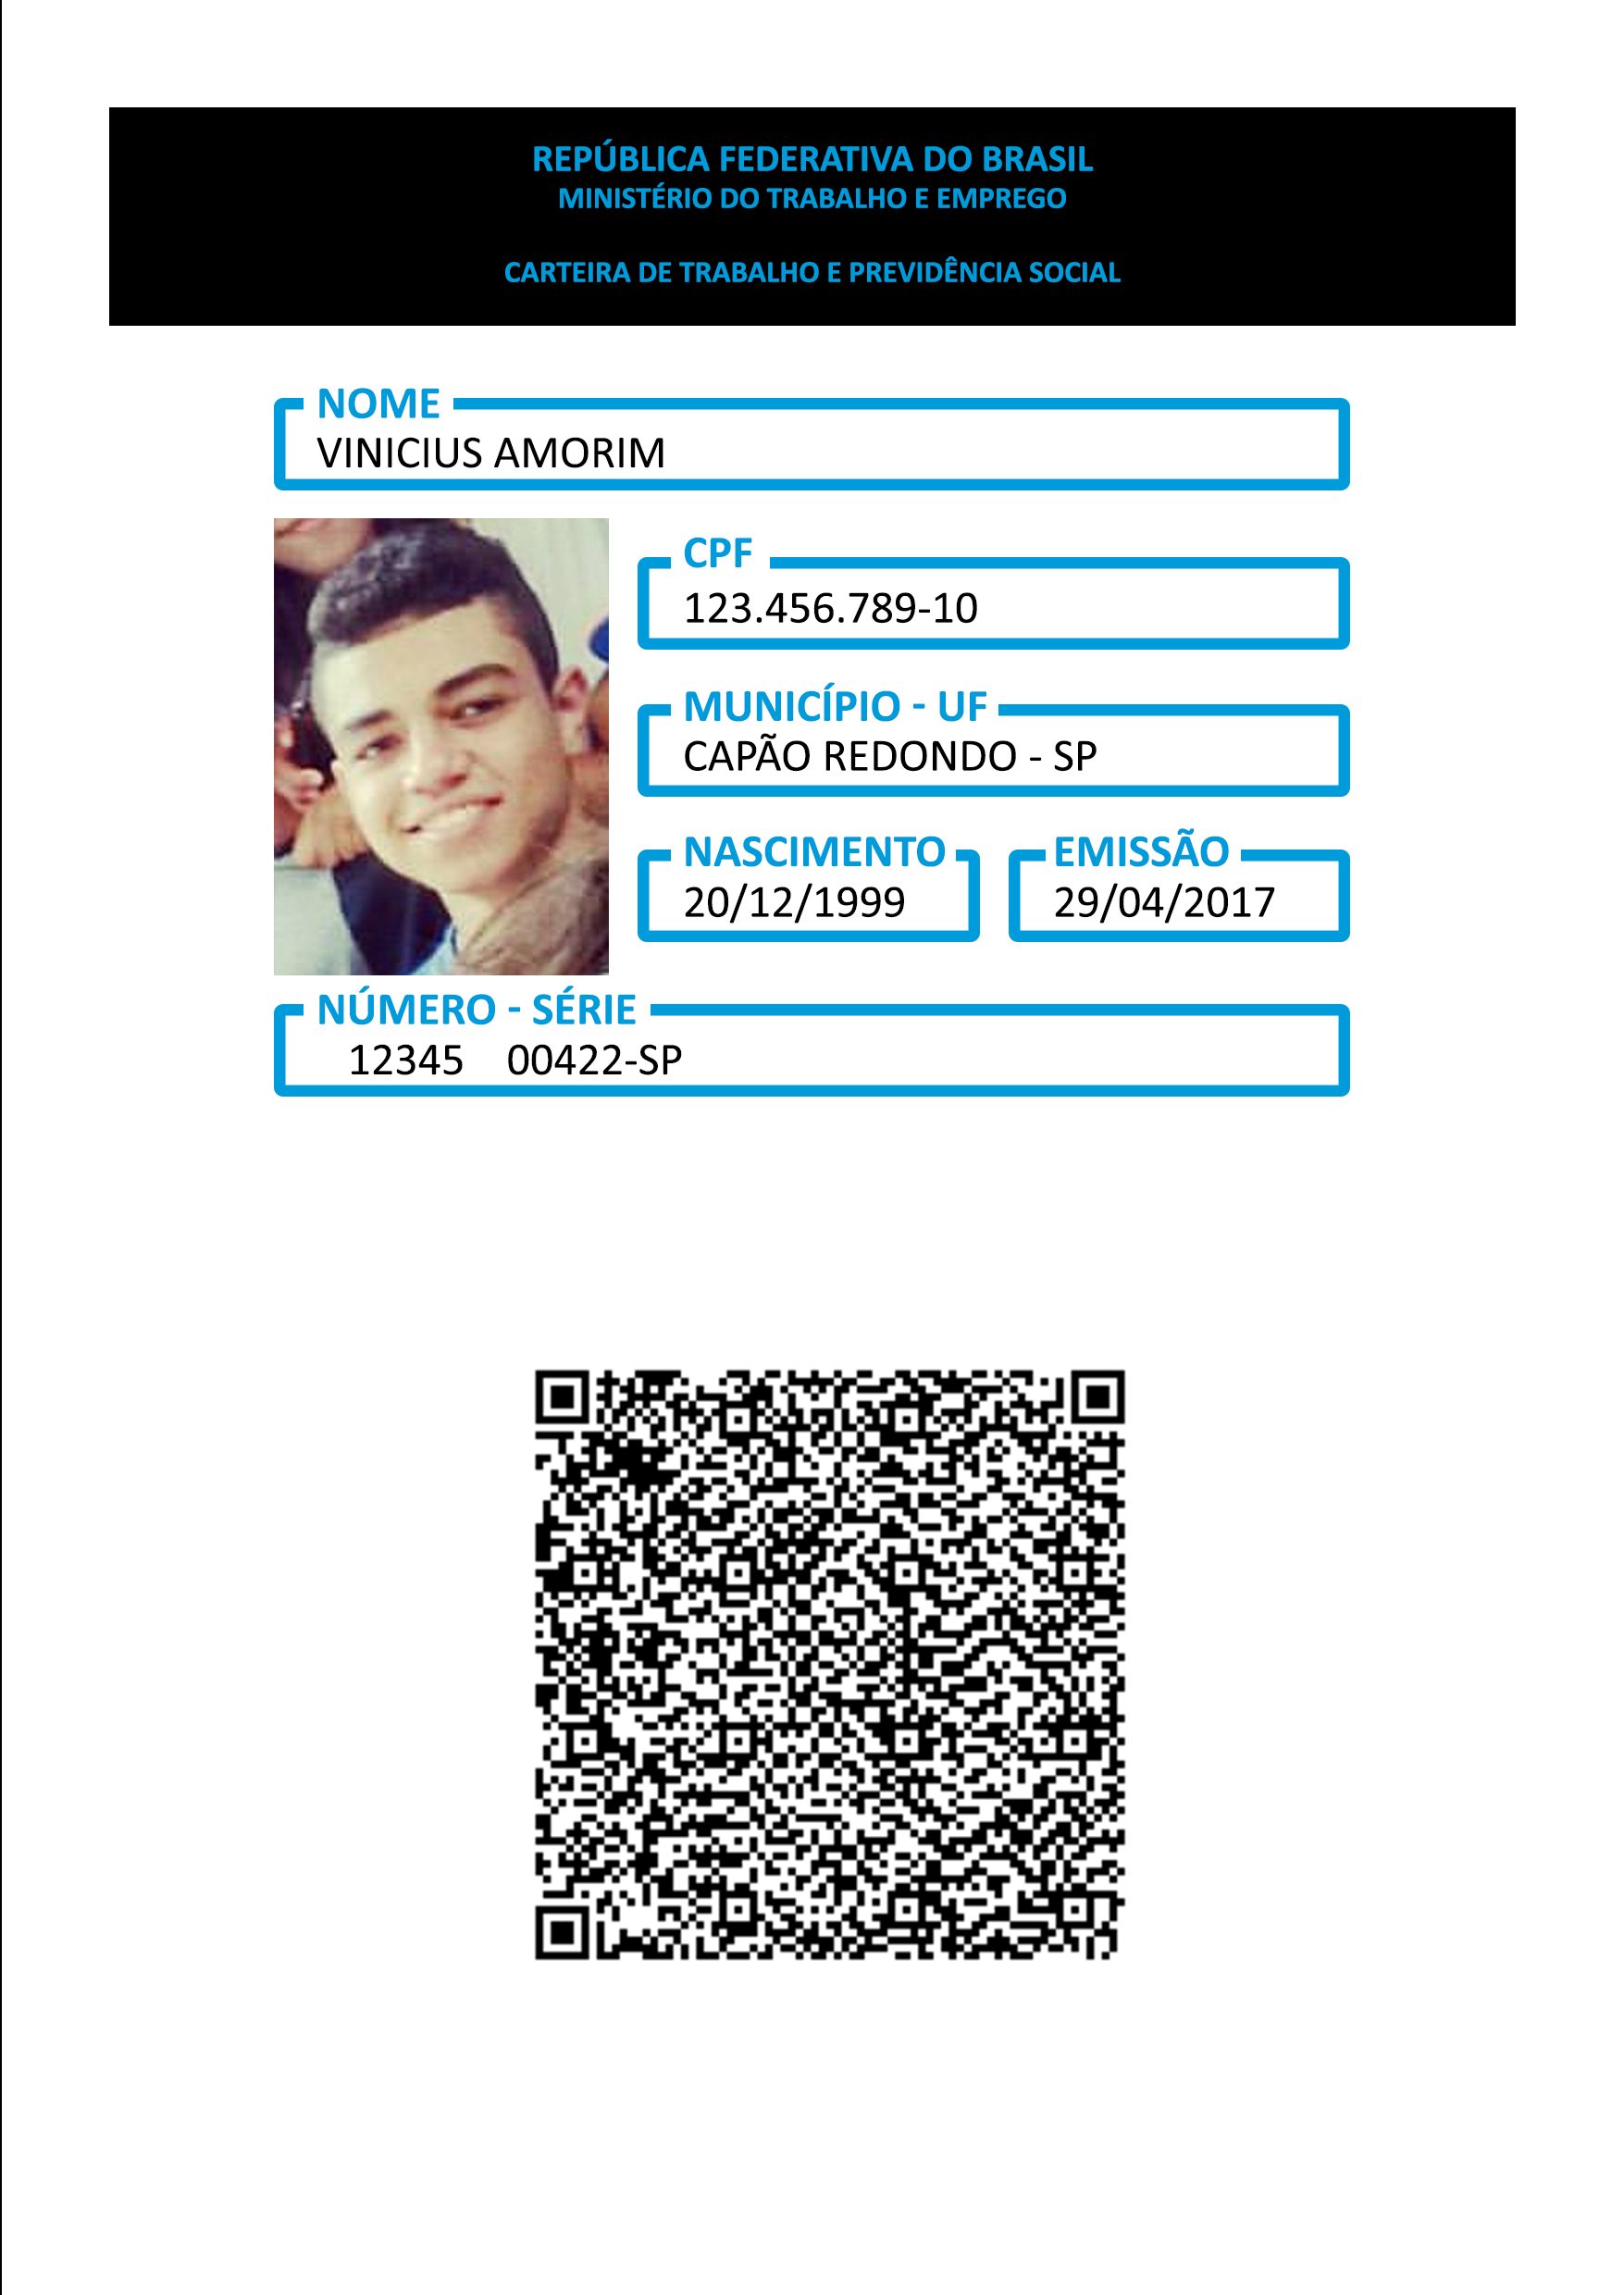 REPÚBLICA FEDERATIVA DO BRASIL
MINISTÉRIO DO TRABALHO E EMPREGO
CARTEIRA DE TRABALHO E PREVIDÊNCIA SOCIAL
NOME
VINICIUS AMORIM
CPF
123.456.789-10
MUNICÍPIO - UF
CAPÃO REDONDO - SP
NASCIMENTO EMISSÃO
20/12/1999 29/04/2017
NÚMERO - SÉRIE
12345 00422-SP